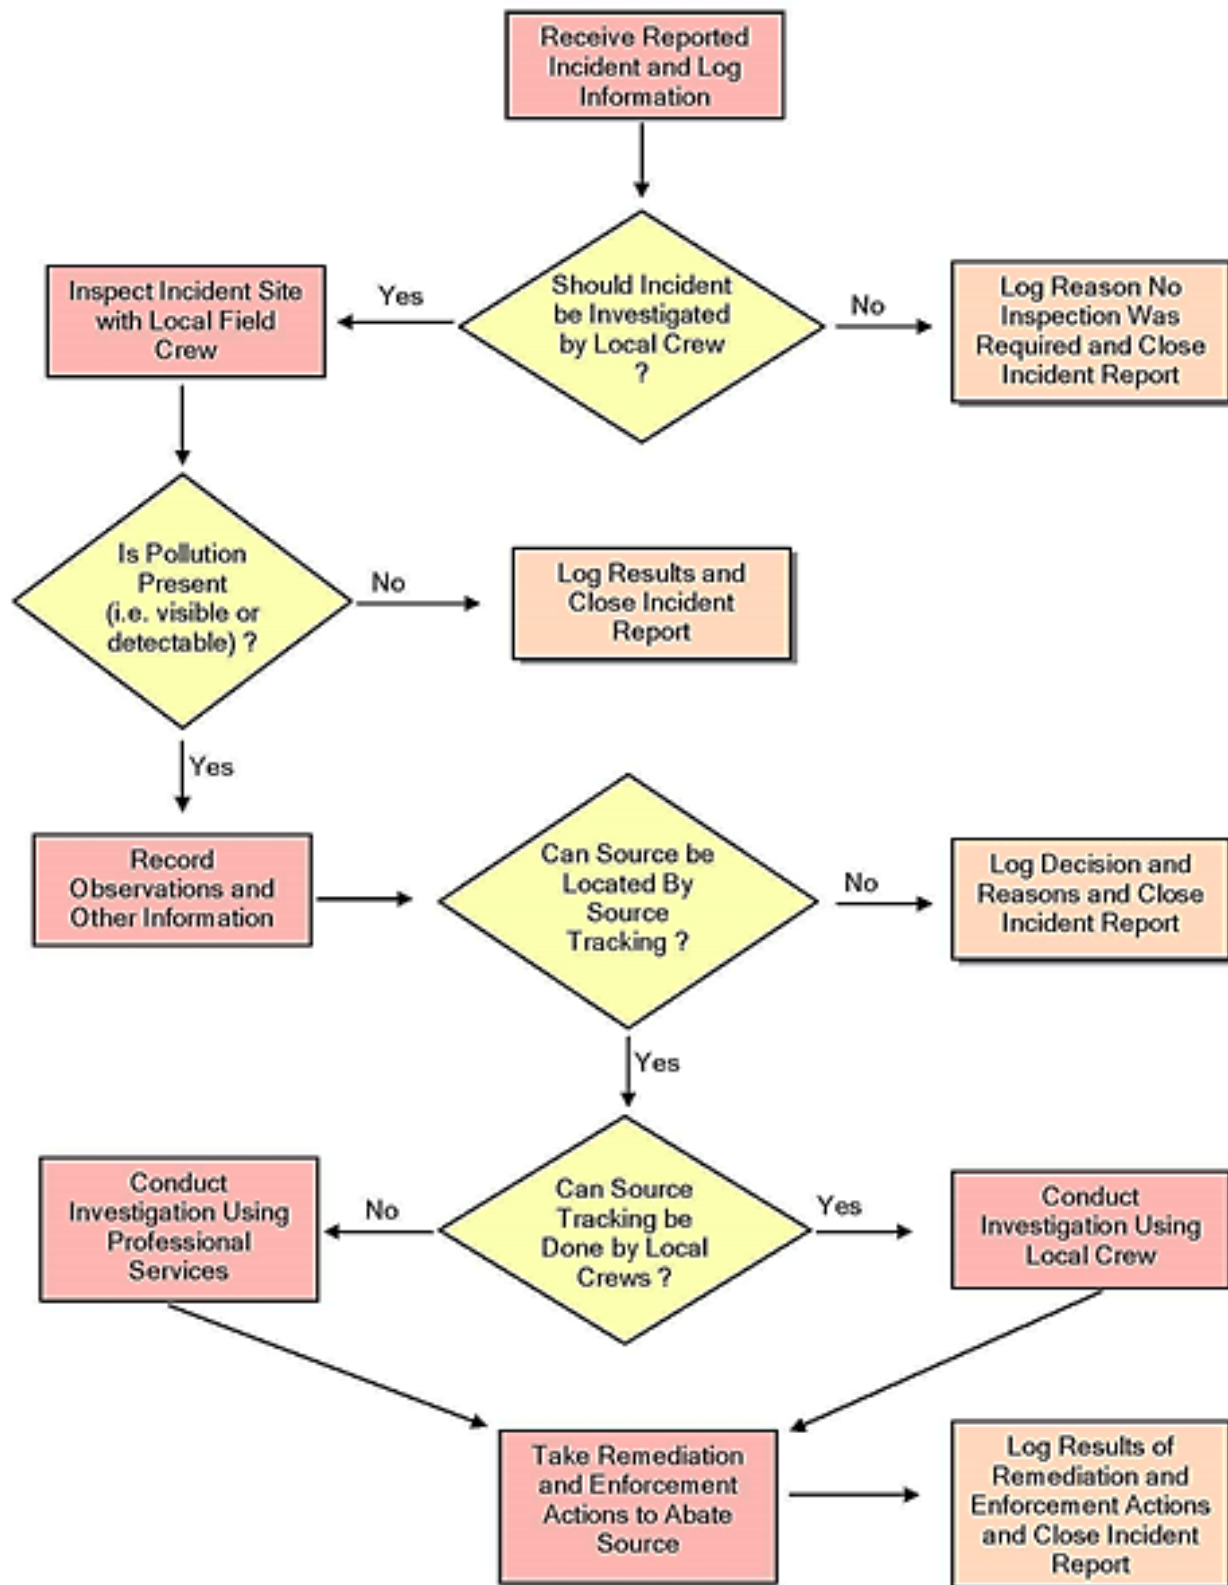 Receive Reported
Incident and Log
Information
Should Incident
be Investigated
by Local Crew
?
Yes
No
Inspect Incident Site
with Local Field
Crew
Log Reason No
Inspection Was
Required and Close
Incident Report
Is Pollution
Present
(i.e. visible or
detectable) ?
No
Log Results and
Close Incident
Report
Yes
Record
Observations and
Other Information
Can Source be
Located By
Source
Tracking ?
No
Log Decision and
Reasons and Close
Incident Report
Yes
Can Source
Tracking be
Done by Local
Crews ?
No
Conduct
Investigation Using
Professional
Services
Yes
Conduct
Investigation Using
Local Crew
Take Remediation
and Enforcement
Actions to Abate
Source
Log Results of
Remediation and
Enforcement Actions
and Close Incident
Report